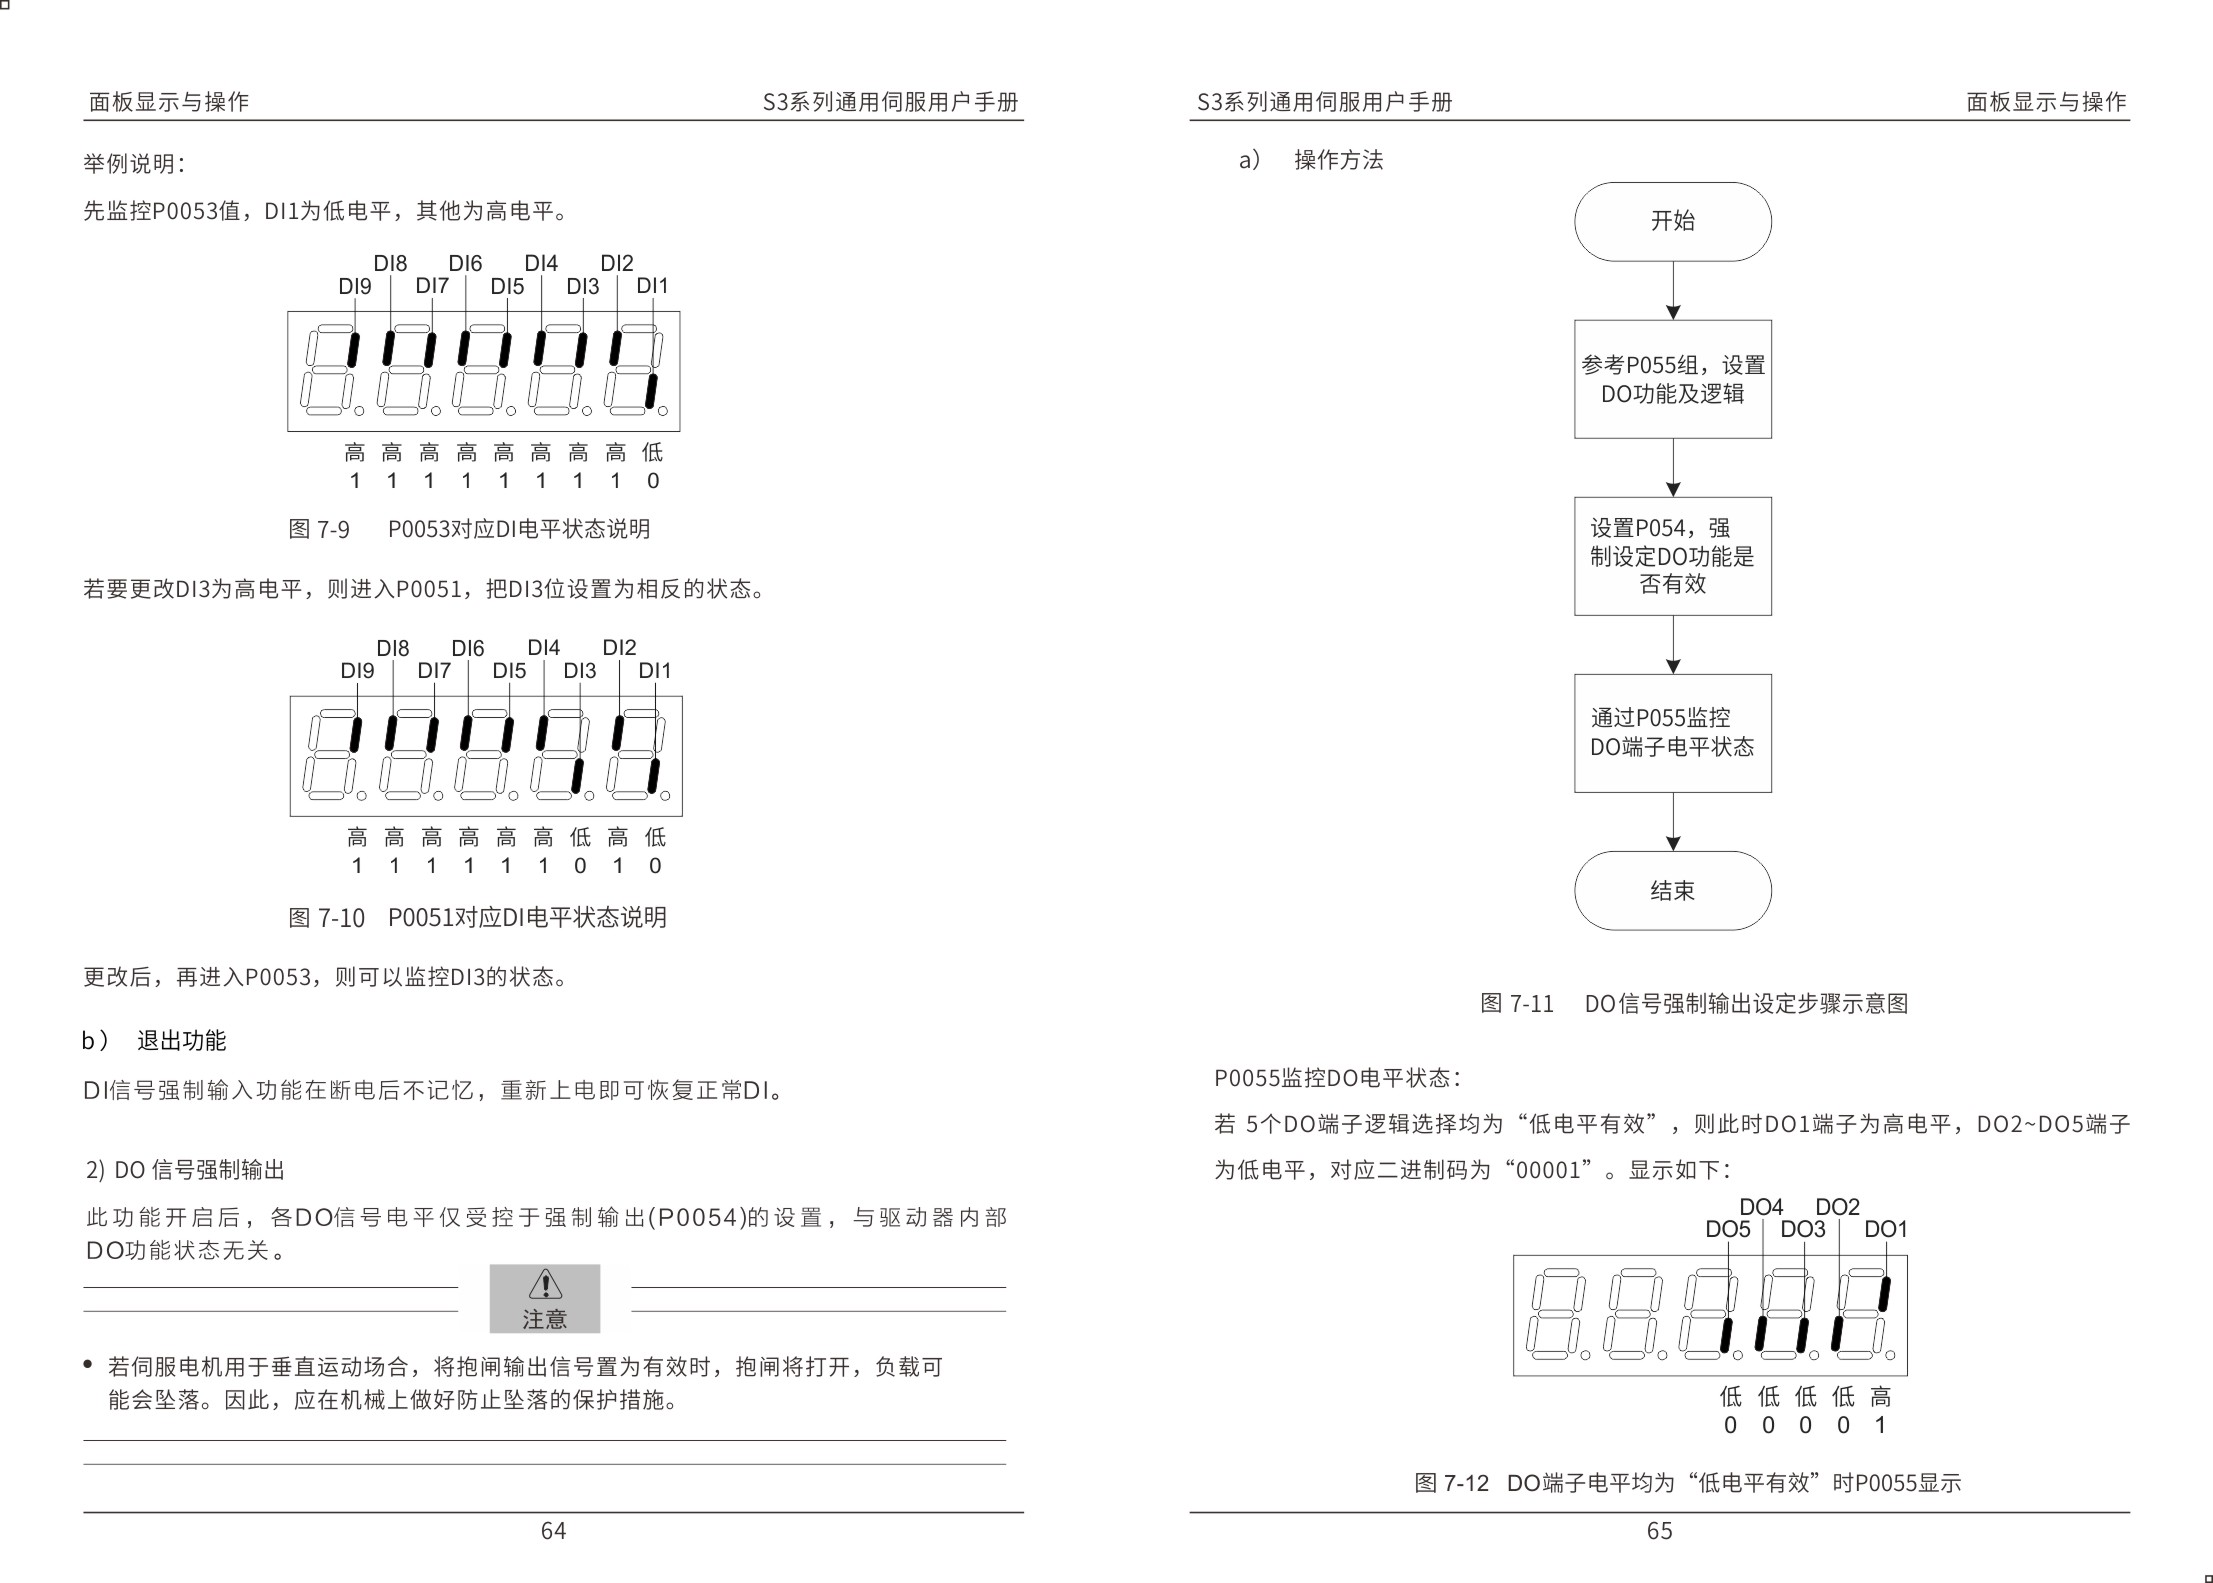 面板显示与操作 S3系列通用伺服用户手册
举例说明：
先监控P0053值，DI1为低电平，其他为高电平。
DI8 DI6 DI4 DI2
DI9 DI7 DI5 DI3 DI1
高 高 高 高 高 高 高 高 低
1 1 1 1 1 1 1 1 0
图 7-9 P0053对应DI电平状态说明
若要更改DI3为高电平，则进入P0051，把DI3位设置为相反的状态。
DI8 DI6 DI4 DI2
DI9 DI7 DI5 DI3 DI1
高 高 高 高 高 高 低 高 低
1 1 1 1 1 1 0 1 0
图 7-10 P0051对应DI电平状态说明
更改后，再进入P0053，则可以监控DI3的状态。
b） 退出功能
DI信号强制输入功能在断电后不记忆，重新上电即可恢复正常DI。
2) DO 信号强制输出
此功能开启后，各DO信号电平仅受控于强制输出(P0054)的设置，与驱动器内部
DO功能状态无关。
注意
• 若伺服电机用于垂直运动场合，将抱闸输出信号置为有效时，抱闸将打开，负载可
能会坠落。因此，应在机械上做好防止坠落的保护措施。
64
S3系列通用伺服用户手册 面板显示与操作
a） 操作方法
开始
参考P055组，设置
DO功能及逻辑
设置P054，强
制设定DO功能是
否有效
通过P055监控
DO端子电平状态
结束
图 7-11 DO信号强制输出设定步骤示意图
P0055监控DO电平状态：
若 5个DO端子逻辑选择均为“低电平有效”，则此时DO1端子为高电平，DO2~DO5端子
为低电平，对应二进制码为“00001”。显示如下：
DO4 DO2
DO5 DO3 DO1
低 低 低 低 高
0 0 0 0 1
图 7-12 DO端子电平均为“低电平有效”时P0055显示
65